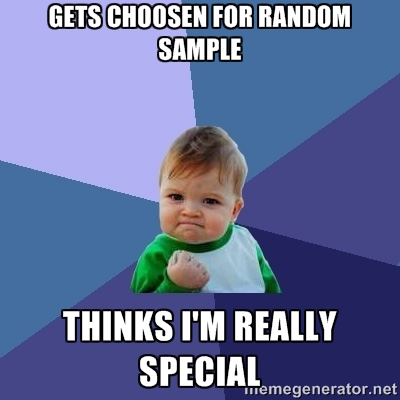 GETS CHOOSEN FOR RANDOM
SAMPLE
THINKS I'M REALLY
SPECIAL
memegenerator.net